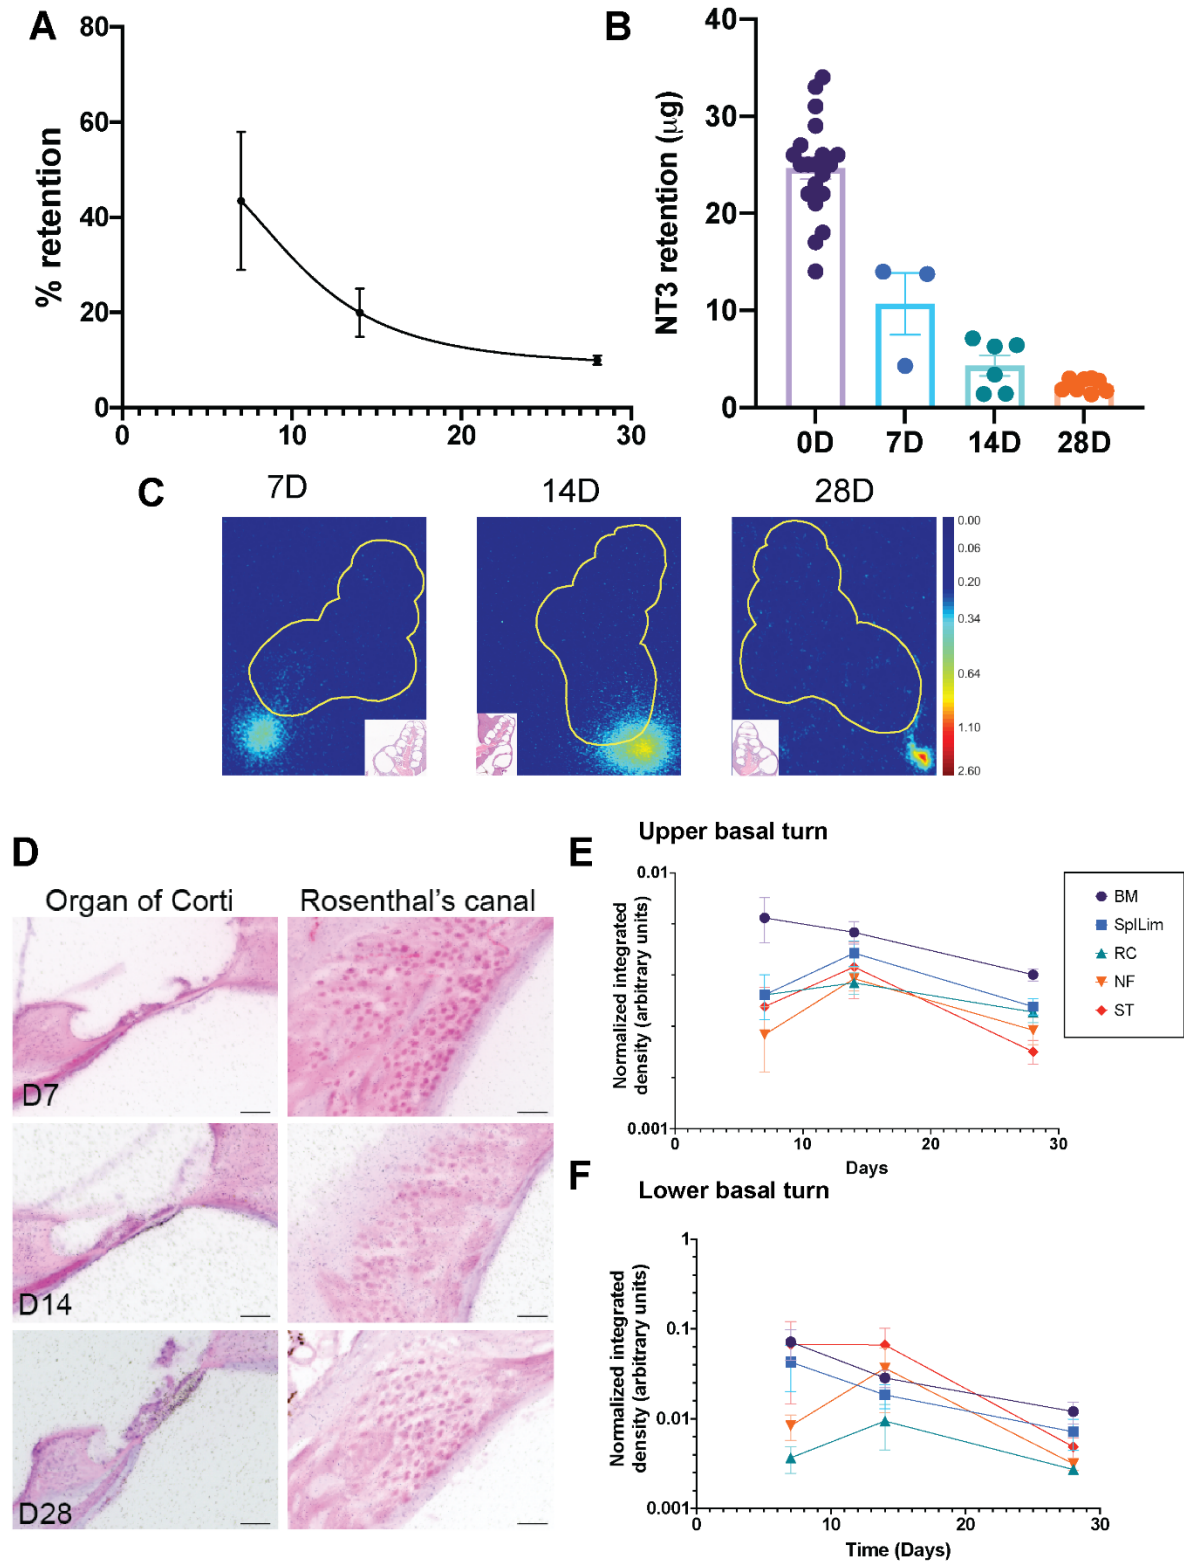 A
80
60
40
20
0
% retention
0 10 20 30
B
40
30
20
10
0
NT3 retention (µg)
0D 7D 14D 28D
C
7D 14D 28D
0.00
0.06
0.20
0.34
0.64
1.10
2.60
D
Organ of Corti Rosenthal's canal
D7
D14
D28
E
Upper basal turn
0.01
0.001
Normalized integrated
density (arbitrary units)
0 10 20 30
Days
BM
SplLim
RC
NF
ST
F
Lower basal turn
1
0.1
0.01
0.001
Normalized integrated
density (arbitrary units)
0 10 20 30
Time (Days)